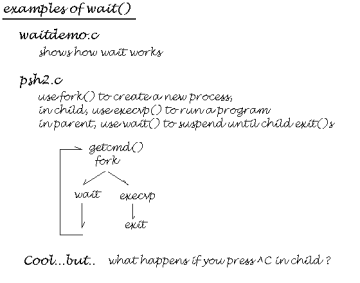 examples of wait()
waitdemo.c
shows how wait works
psh2.c
use fork() to create a new process,
in child, use execvp() to run a program
in parent, use wait() to suspend until child exit()s
getcmd()
fork
wait execvp
exit
Cool...but.. what happens if you press ^C in child ?